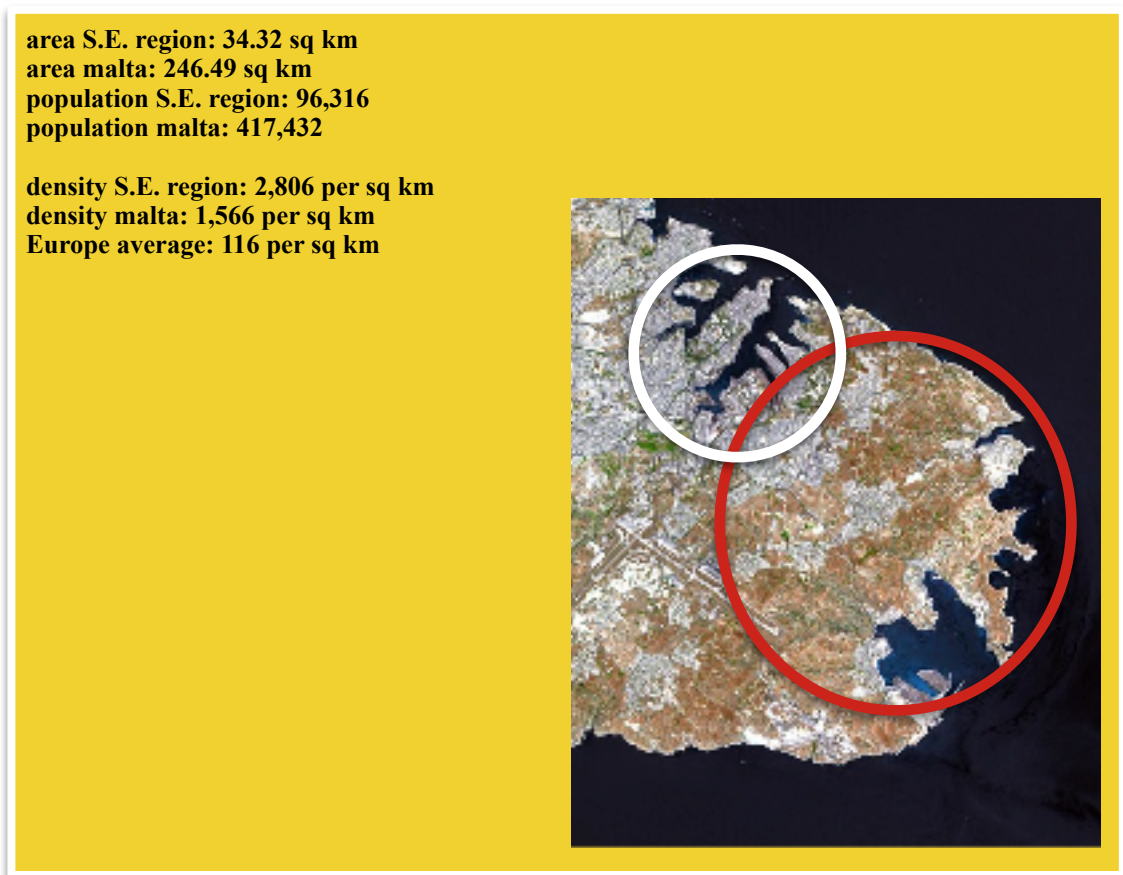 area S.E. region: 34.32 sq km
area malta: 246.49 sq km
population S.E. region: 96,316
population malta: 417,432
density S.E. region: 2,806 per sq km
density malta: 1,566 per sq km
Europe average: 116 per sq km